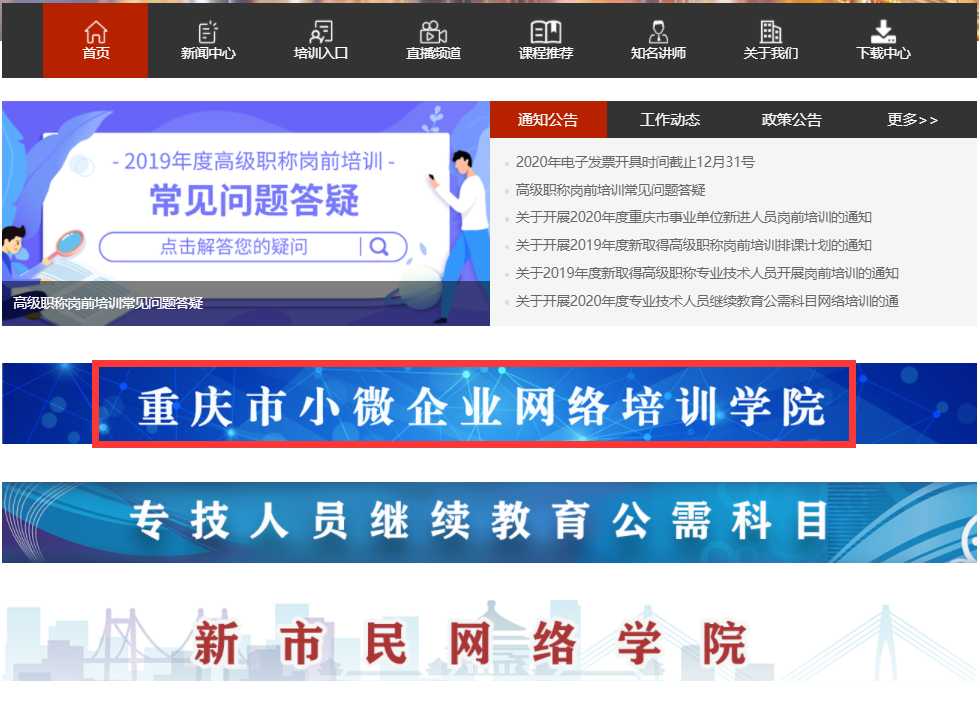 首页 新闻中心 培训入口 直播频道 课程推荐 知名讲师 关于我们 下载中心
- 2019年度高级职称岗前培训 -
常见问题答疑
点击解答您的疑问
高级职称岗前培训常见问题答疑
通知公告 工作动态 政策公告 更多>>
2020年电子发票开具时间截止12月31号
高级职称岗前培训常见问题答疑
关于开展2020年度重庆市事业单位新进人员岗前培训的通知
关于开展2019年度新取得高级职称岗前培训排课计划的通知
关于2019年度新取得高级职称专业技术人员开展岗前培训的通知
关于开展2020年度专业技术人员继续教育公需科目网络培训的通
重庆市小微企业网络培训学院
专技人员继续教育公需科目
新市民网络学院